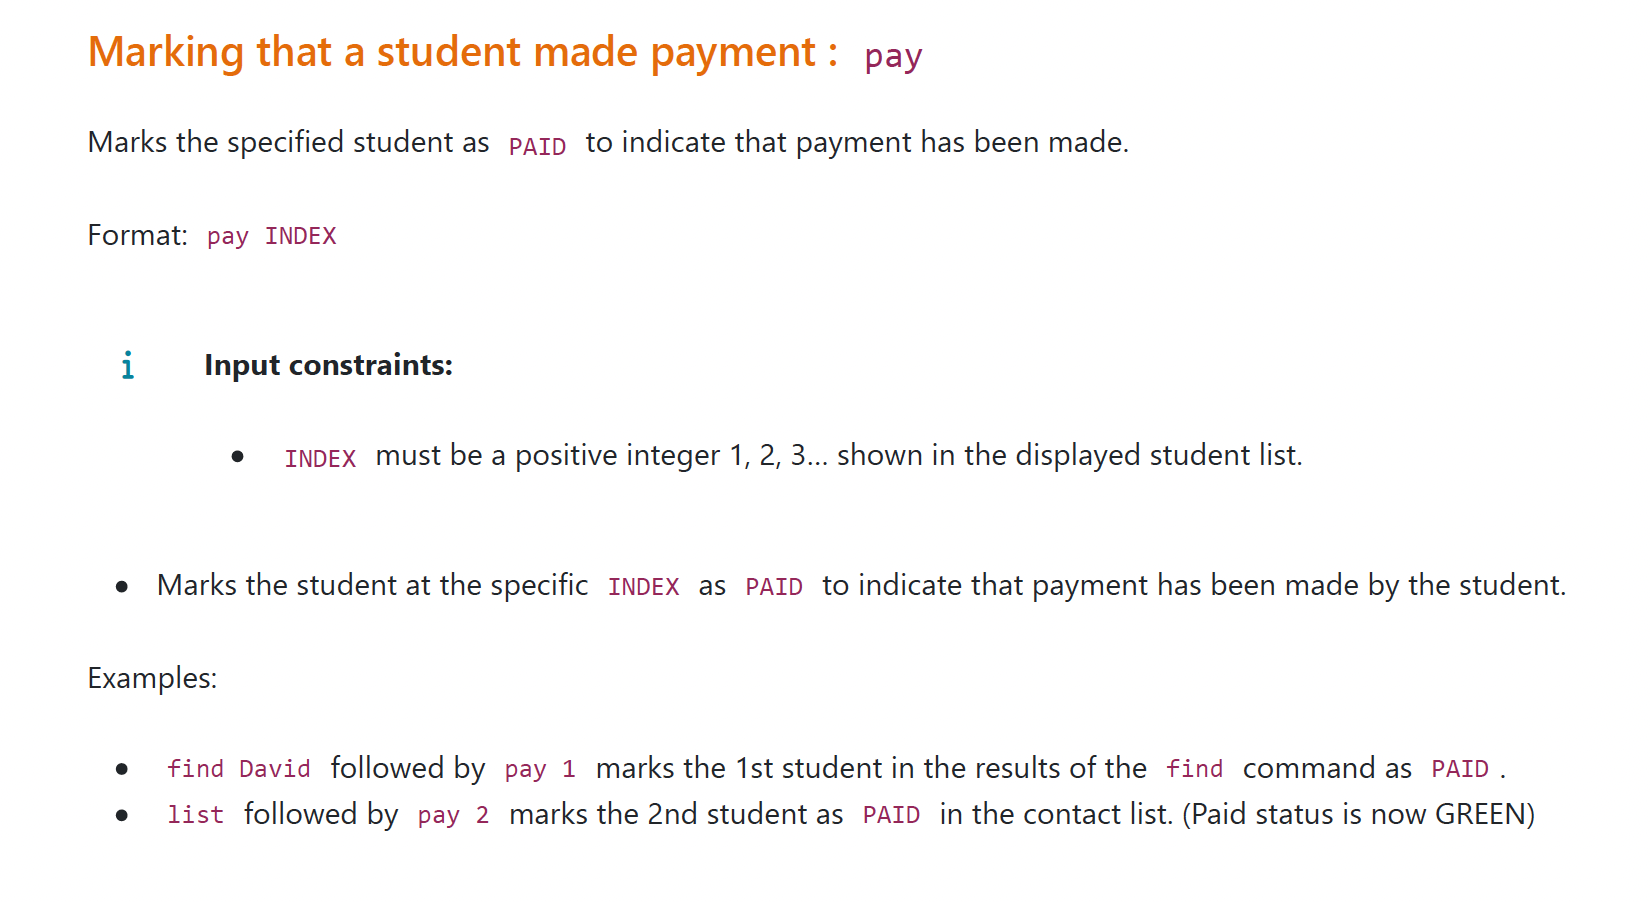 Marking that a student made payment : pay
Marks the specified student as PAID to indicate that payment has been made.
Format: pay INDEX
i Input constraints:
● INDEX must be a positive integer 1, 2, 3… shown in the displayed student list.
● Marks the student at the specific INDEX as PAID to indicate that payment has been made by the student.
Examples:
● find David followed by pay 1 marks the 1st student in the results of the find command as PAID .
● list followed by pay 2 marks the 2nd student as PAID in the contact list. (Paid status is now GREEN)